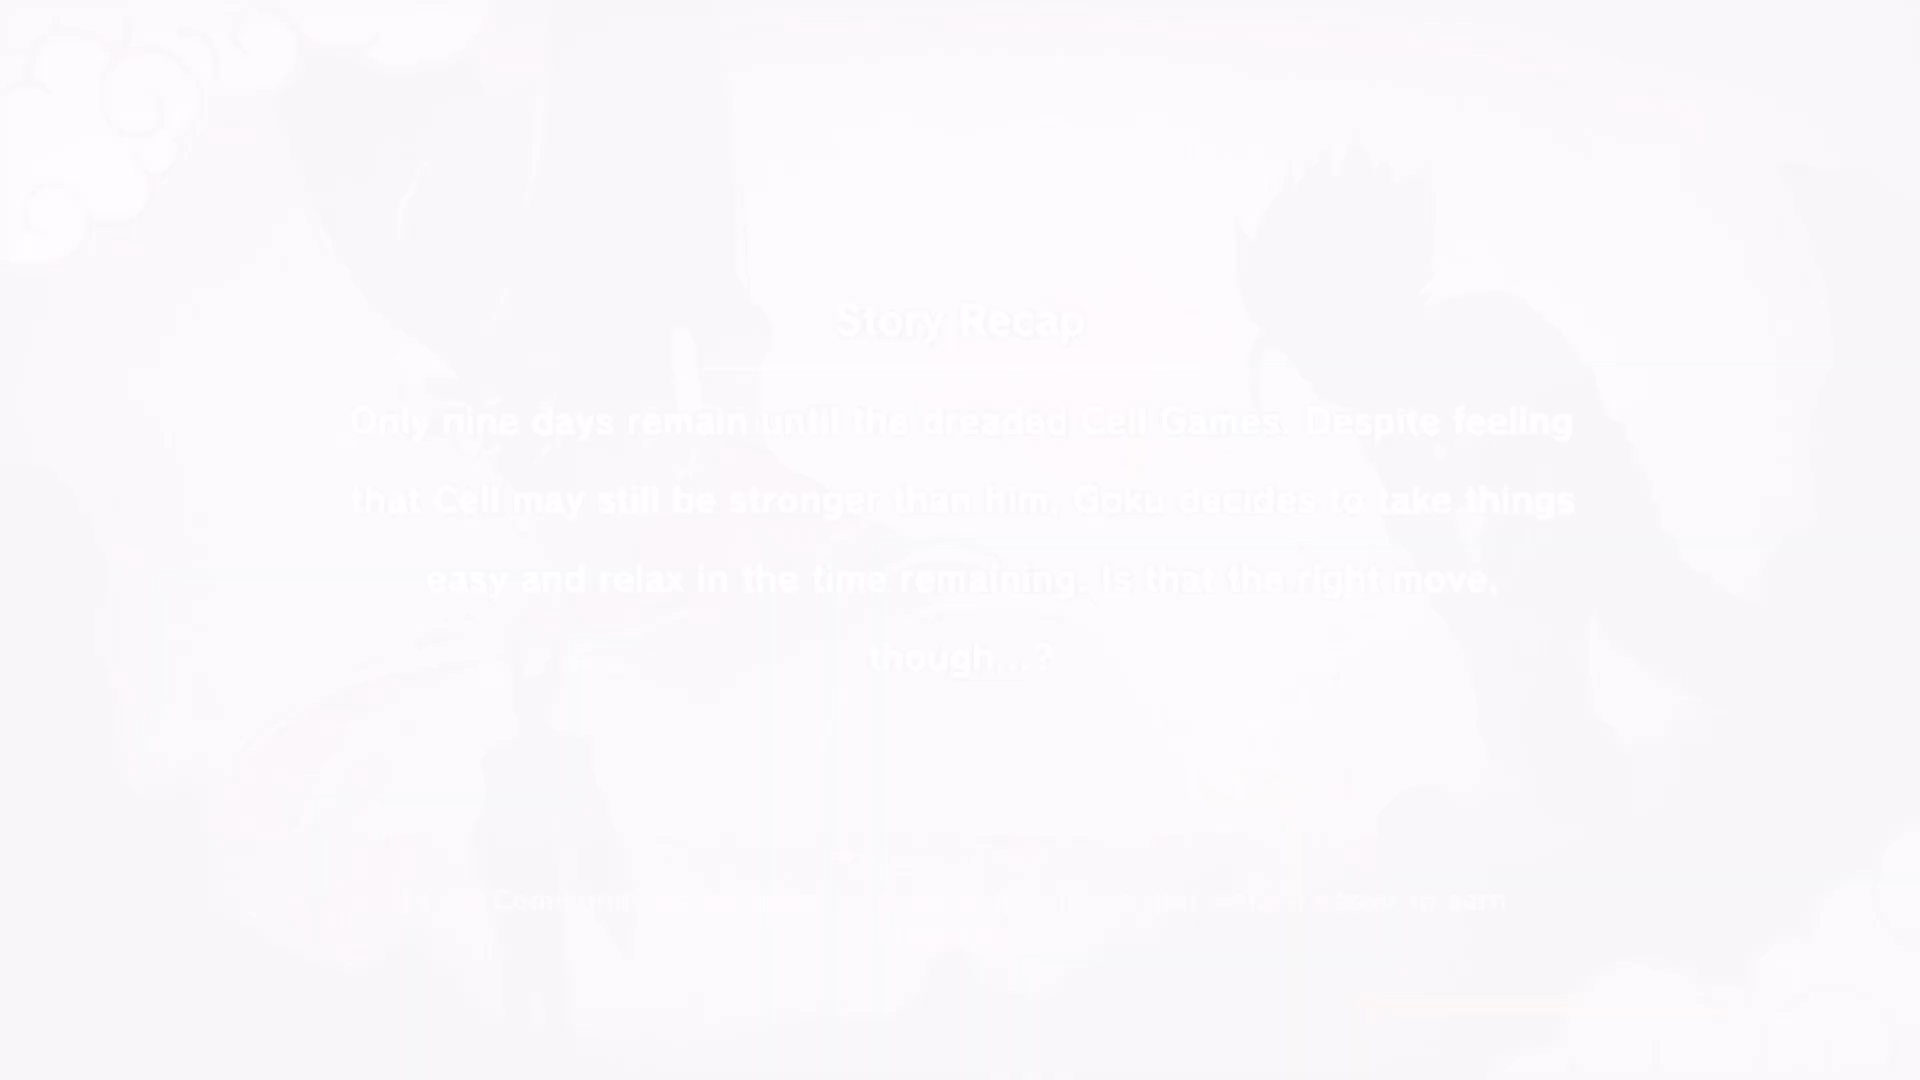 Story Recap
Only nine days remain until the dreaded Cell Games. Despite feeling
that Cell may still be stronger than him, Goku decides to take things
easy and relax in the time remaining. Is that the right move,
though...?
to earn